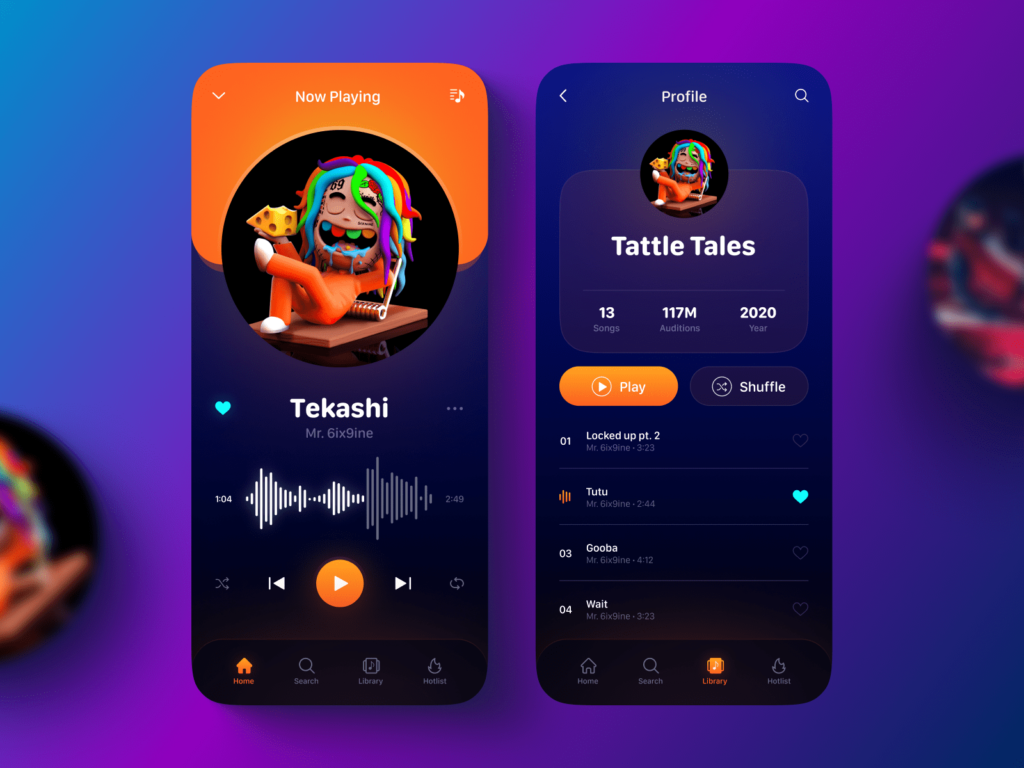 Now Playing
69
Tekashi
Mr. 6ix9ine
1:04
2:49
Home
Search
Library
Hotlist
Profile
Tattle Tales
13
117M
2020
Songs
Auditions
Year
Play
Shuffle
01
Locked up pt. 2
Mr. 6ix9ine • 3:23
Tutu
Mr. 6ix9ine • 2:44
03
Gooba
Mr. 6ix9ine • 4:12
04
Wait
Mr. 6ix9ine • 3:23
Home
Search
Library
Hotlist